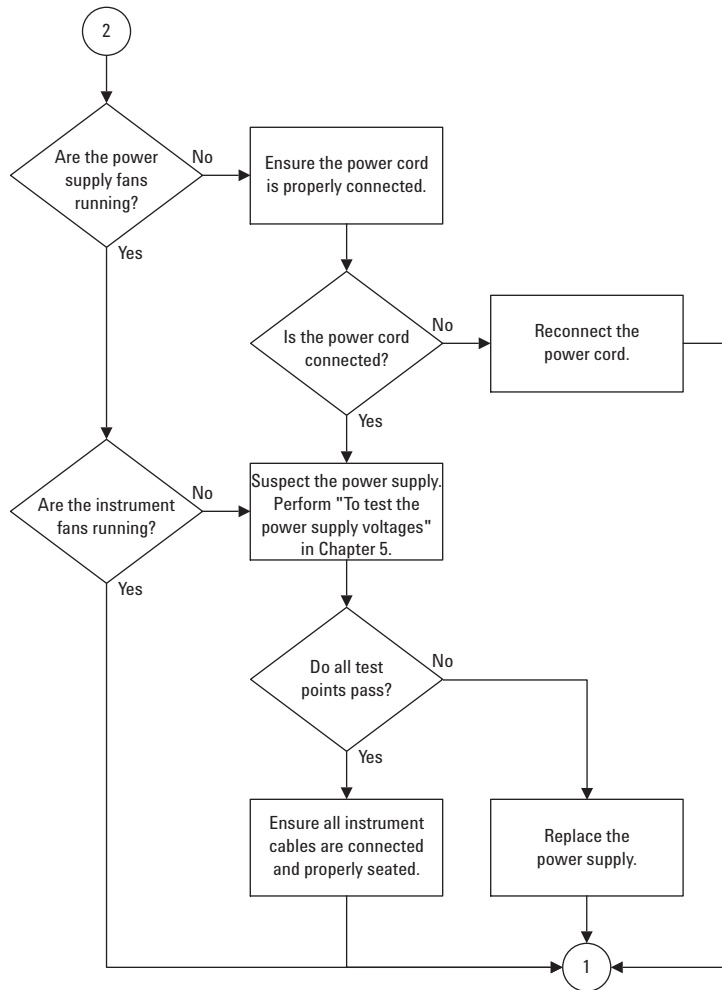 2
Are the power
supply fans
running?
No
Ensure the power cord
is properly connected.
Yes
Is the power cord
connected?
No
Reconnect the
power cord.
Yes
Are the instrument
fans running?
No
Suspect the power supply.
Perform "To test the
power supply voltages"
in Chapter 5.
Yes
Do all test
points pass?
No
Yes
Ensure all instrument
cables are connected
and properly seated.
Replace the
power supply.
1